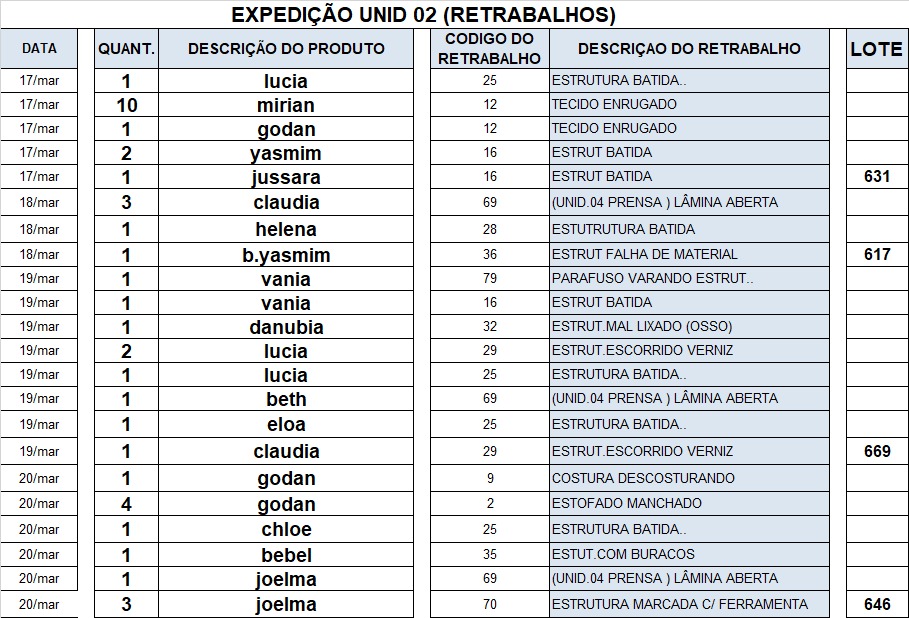 EXPEDIÇÃO UNID 02 (RETRABALHOS)
DATA QUANT. DESCRIÇÃO DO PRODUTO CODIGO DO RETRABALHO DESCRIÇAO DO RETRABALHO LOTE
17/mar 1 lucia 25 ESTRUTURA BATIDA..
17/mar 10 mirian 12 TECIDO ENRUGADO
17/mar 1 godan 12 TECIDO ENRUGADO
17/mar 2 yasmim 16 ESTRUT BATIDA
17/mar 1 jussara 16 ESTRUT BATIDA 631
18/mar 3 claudia 69 (UNID.04 PRENSA ) LÂMINA ABERTA
18/mar 1 helena 28 ESTUTRUTURA BATIDA
18/mar 1 b.yasmim 36 ESTRUT FALHA DE MATERIAL 617
19/mar 1 vania 79 PARAFUSO VARANDO ESTRUT..
19/mar 1 vania 16 ESTRUT BATIDA
19/mar 1 danubia 32 ESTRUT.MAL LIXADO (OSSO)
19/mar 2 lucia 29 ESTRUT.ESCORRIDO VERNIZ
19/mar 1 lucia 25 ESTRUTURA BATIDA..
19/mar 1 beth 69 (UNID.04 PRENSA ) LÂMINA ABERTA
19/mar 1 eloa 25 ESTRUTURA BATIDA..
19/mar 1 claudia 29 ESTRUT.ESCORRIDO VERNIZ 669
20/mar 1 godan 9 COSTURA DESCOSTURANDO
20/mar 4 godan 2 ESTOFADO MANCHADO
20/mar 1 chloe 25 ESTRUTURA BATIDA..
20/mar 1 bebel 35 ESTUT.COM BURACOS
20/mar 1 joelma 69 (UNID.04 PRENSA ) LÂMINA ABERTA
20/mar 3 joelma 70 ESTRUTURA MARCADA C/ FERRAMENTA 646